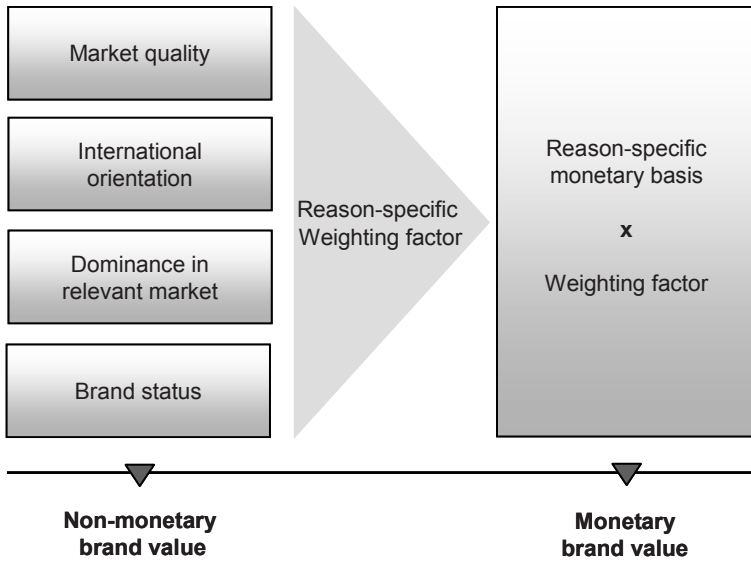 Market quality
International
orientation
Dominance in
relevant market
Brand status
Reason-specific
Weighting factor
Reason-specific
monetary basis
x
Weighting factor
Non-monetary
brand value
Monetary
brand value